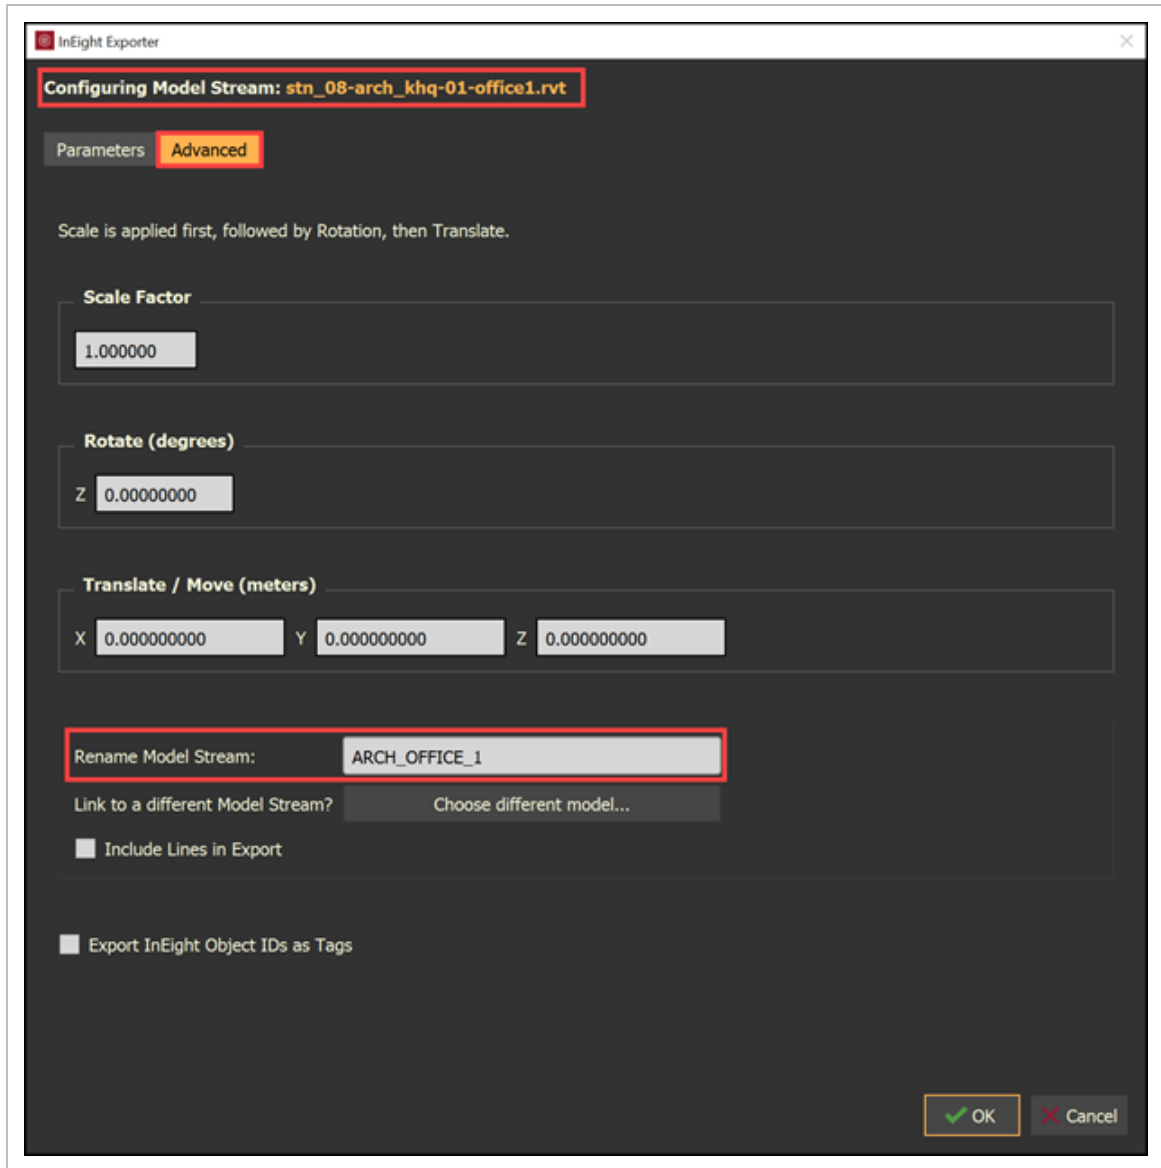 InEight Exporter
Configuring Model Stream: stn_08-arch_khq-01-office1.rvt
Parameters Advanced
Scale is applied first, followed by Rotation, then Translate.
Scale Factor
1.000000
Rotate (degrees)
Z 0.00000000
Translate / Move (meters)
X 0.000000000 Y 0.000000000 Z 0.000000000
Rename Model Stream: ARCH_OFFICE_1
Link to a different Model Stream? Choose different model...
Include Lines in Export
Export InEight Object IDs as Tags
OK Cancel